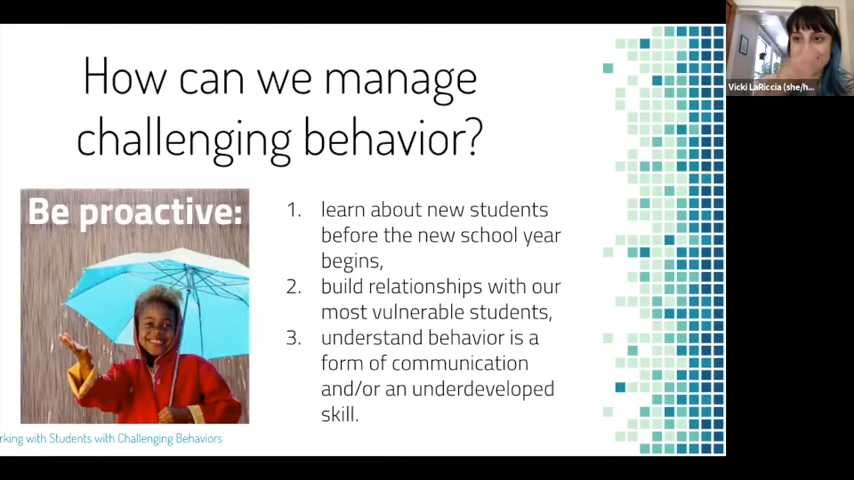 How can we manage
challenging behavior?
Be proactive:
1. learn about new students
before the new school year
begins,
2. build relationships with our
most vulnerable students,
3. understand behavior is a
form of communication
and/or an underdeveloped
skill.
rking with Students with Challenging Behaviors
Vicki LaRiccia (she/h...